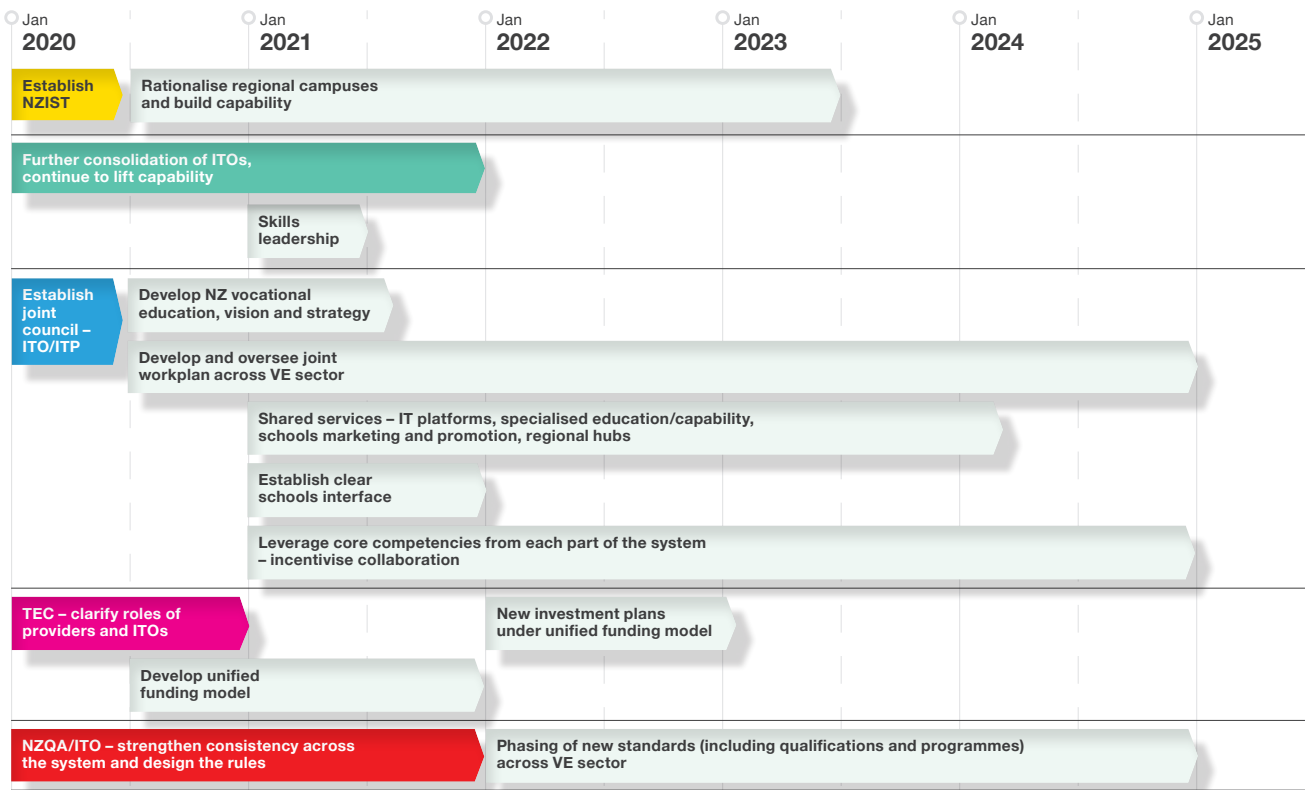 Jan
2020
Jan
2021
Jan
2022
Jan
2023
Jan
2024
Jan
2025
Establish
NZIST
Rationalise regional campuses
and build capability
Further consolidation of ITOs,
continue to lift capability
Skills
leadership
Establish
joint
council –
ITO/ITP
Develop NZ vocational
education, vision and strategy
Develop and oversee joint
workplan across VE sector
Shared services – IT platforms, specialised education/capability,
schools marketing and promotion, regional hubs
Establish clear
schools interface
Leverage core competencies from each part of the system
– incentivise collaboration
TEC – clarify roles of
providers and ITOs
New investment plans
under unified funding model
Develop unified
funding model
NZQA/ITO – strengthen consistency across
the system and design the rules
Phasing of new standards (including qualifications and programmes)
across VE sector